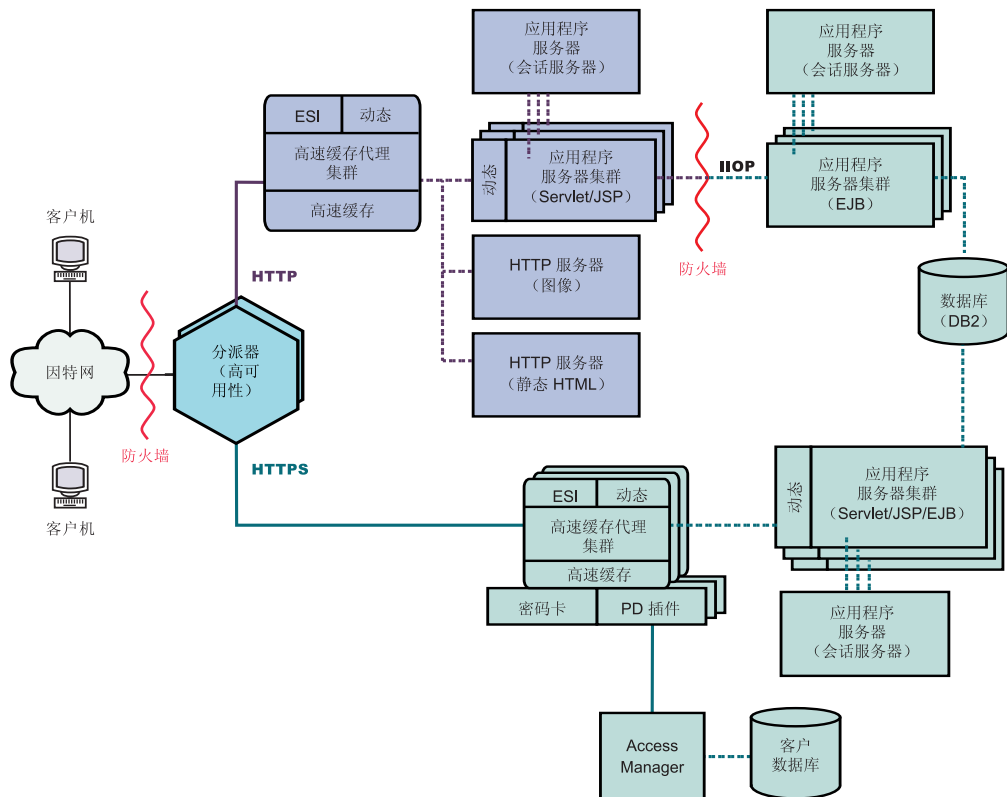 应用程序
服务器
（会话服务器）
应用程序
服务器
（会话服务器）
ESI
动态
高速缓存代理
集群
高速缓存
动态
应用程序
服务器集群
(Servlet/JSP)
IIOP
应用程序
服务器集群
（EJB）
防火墙
客户机
HTTP
HTTP 服务器
（图像）
数据库
（DB2）
因特网
分派器
（高可
用性）
HTTP 服务器
（静态 HTML）
防火墙
HTTPS
客户机
ESI
动态
高速缓存代理
集群
高速缓存
密码卡
PD 插件
动态
应用程序
服务器集群
（Servlet/JSP/EJB）
应用程序
服务器
（会话服务器）
Access
Manager
客户
数据库